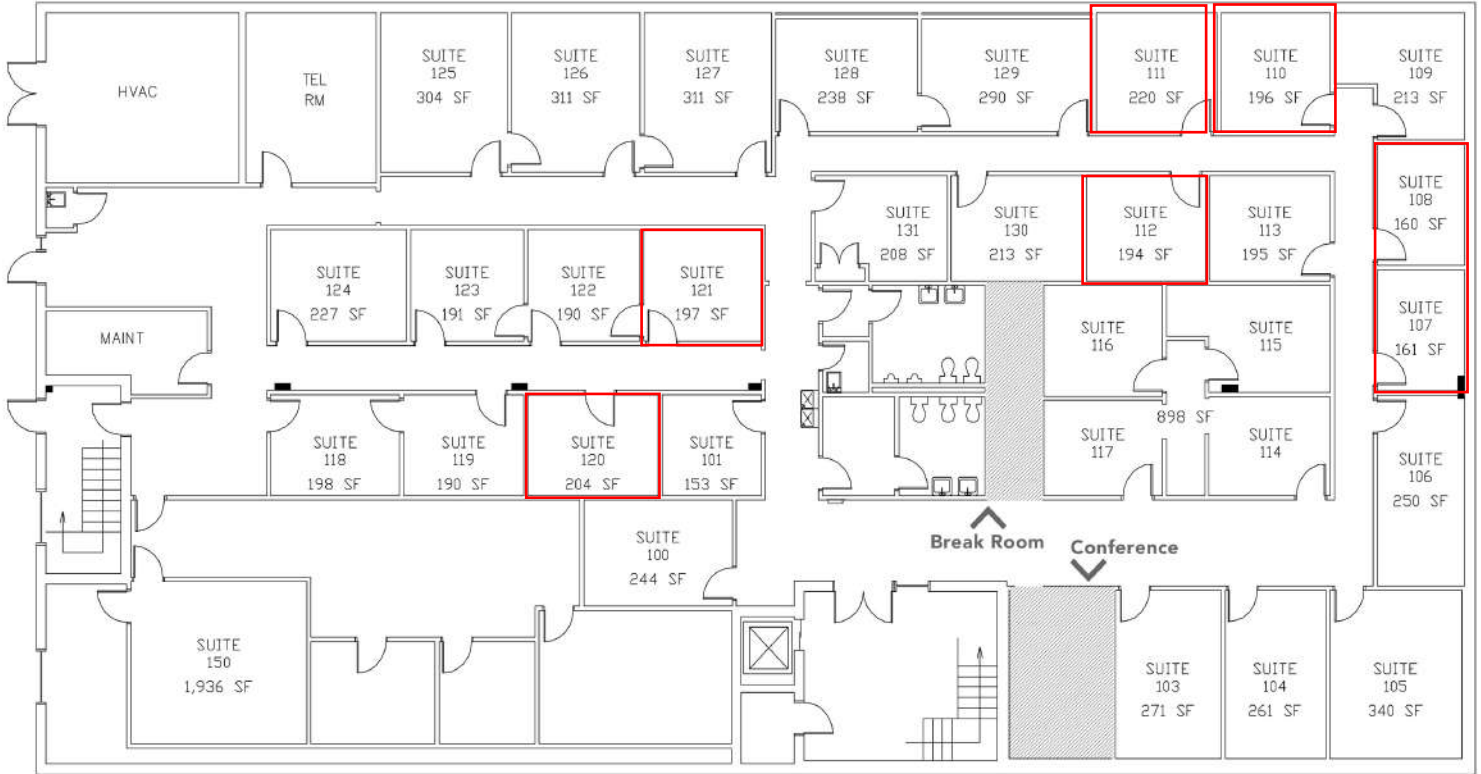 HVAC
TEL
RM
SUITE
125
304 SF
SUITE
126
311 SF
SUITE
127
311 SF
SUITE
128
238 SF
SUITE
129
290 SF
SUITE
111
220 SF
SUITE
110
196 SF
SUITE
109
213 SF
SUITE
108
160 SF
SUITE
107
161 SF
SUITE
131
208 SF
SUITE
130
213 SF
SUITE
112
194 SF
SUITE
113
195 SF
SUITE
124
227 SF
SUITE
123
191 SF
SUITE
122
190 SF
SUITE
121
197 SF
MAINT
SUITE
116
SUITE
115
898 SF
SUITE
117
SUITE
114
SUITE
118
198 SF
SUITE
119
190 SF
SUITE
120
204 SF
SUITE
101
153 SF
SUITE
106
250 SF
SUITE
100
244 SF
Break Room
Conference
SUITE
150
1,936 SF
SUITE
103
271 SF
SUITE
104
261 SF
SUITE
105
340 SF